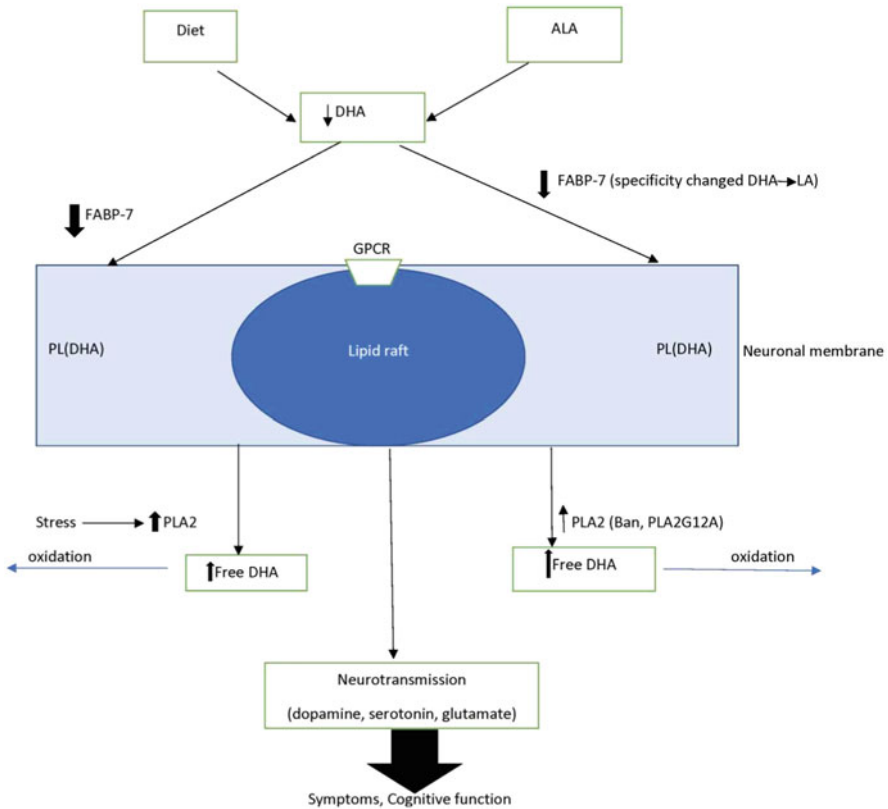 Diet
ALA
DHA
FABP-7 (specificity changed DHA→LA)
FABP-7
GPCR
PL(DHA)
Lipid raft
PL(DHA)
Neuronal membrane
Stress
PLA2
PLA2 (Ban, PLA2G12A)
oxidation
Free DHA
Free DHA
oxidation
Neurotransmission
(dopamine, serotonin, glutamate)
Symptoms, Cognitive function